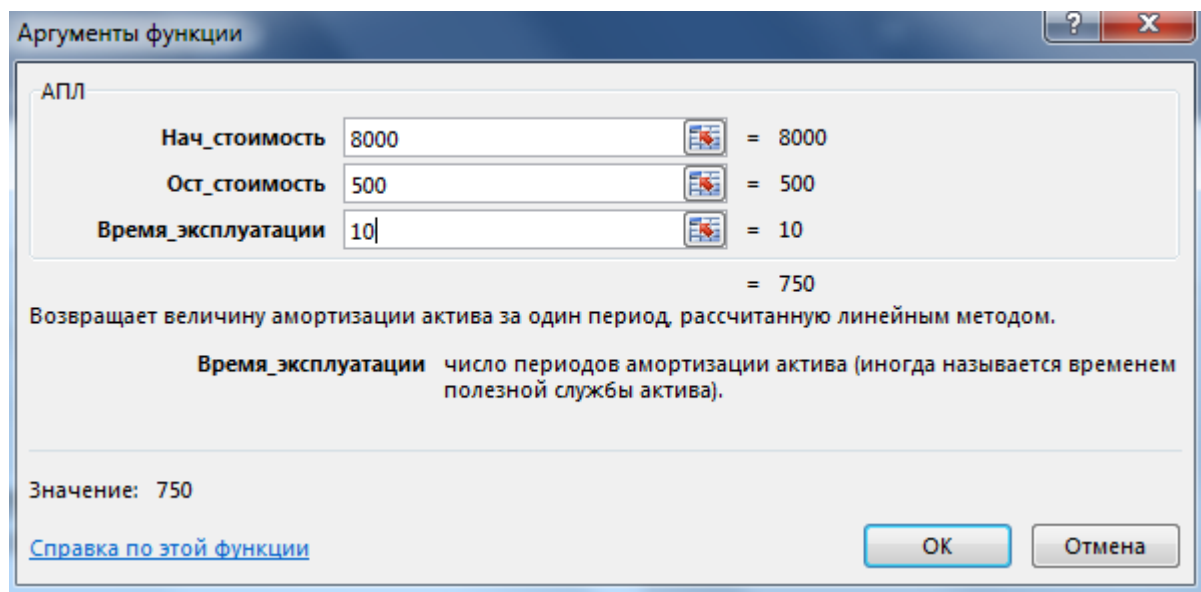 Аргументы функции
?
X
АПЛ
Нач_стоимость 8000 = 8000
Ост_стоимость 500 = 500
Время_эксплуатации 10 = 10
= 750
Возвращает величину амортизации актива за один период, рассчитанную линейным методом.
Время_эксплуатации число периодов амортизации актива (иногда называется временем
полезной службы актива).
Значение: 750
Справка по этой функции
ОК
Отмена